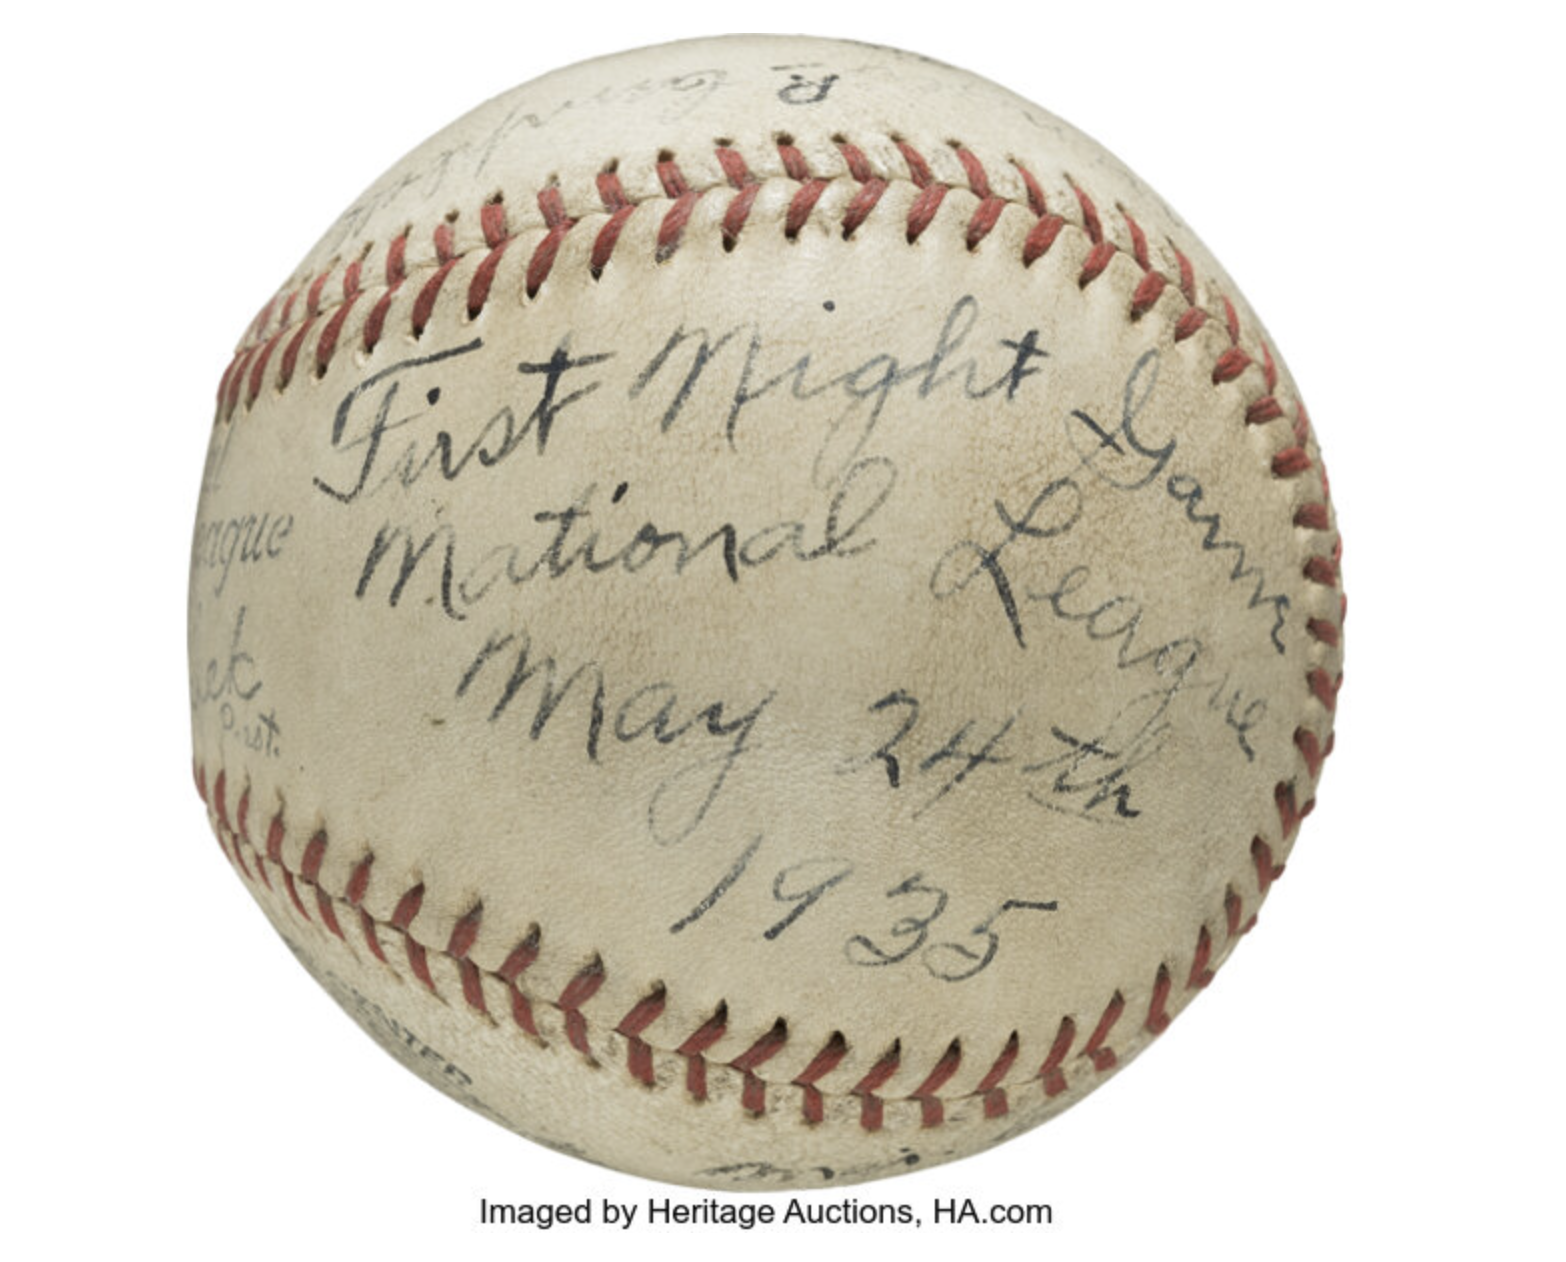 R
First Night Game
National League
May 24th
1935
Imaged by Heritage Auctions, HA.com